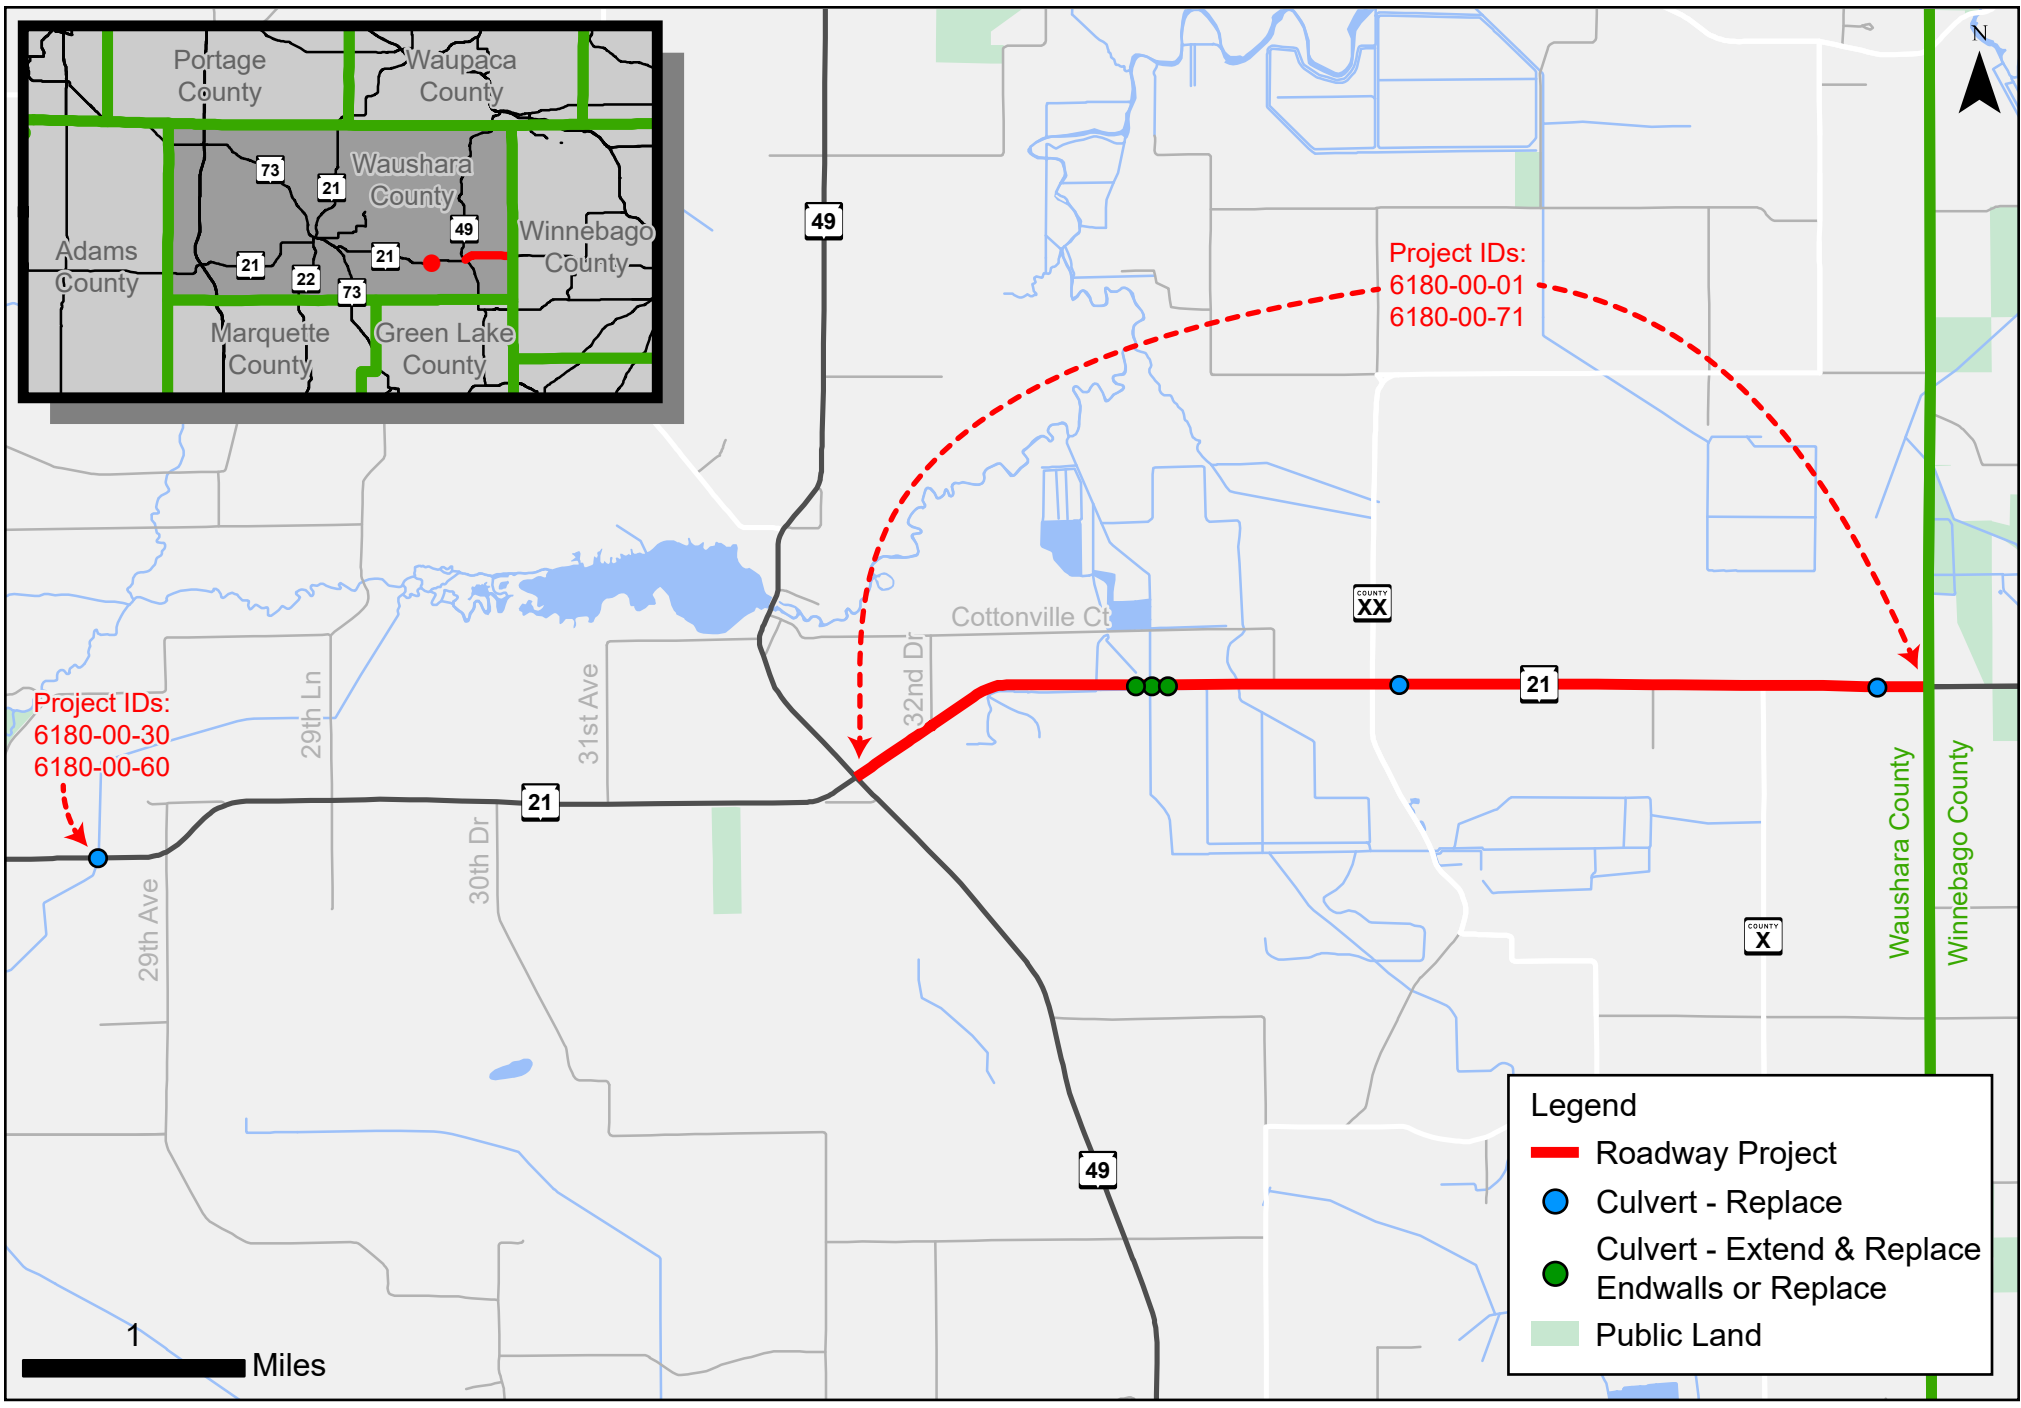 Portage
County
Waupaca
County
73
21
Waushara
County
49
Winnebago
County
Adams
County
21
22
21
73
Marquette
County
Green Lake
County
N
49
Project IDs:
6180-00-01
6180-00-71
COUNTY
XX
Cottonville Ct
32nd Dr
31st Ave
29th Ln
21
Project IDs:
6180-00-30
6180-00-60
21
30th Dr
29th Ave
Waushara County
Winnebago County
COUNTY
X
49
Legend
Roadway Project
Culvert - Replace
Culvert - Extend & Replace
Endwalls or Replace
Public Land
1
Miles